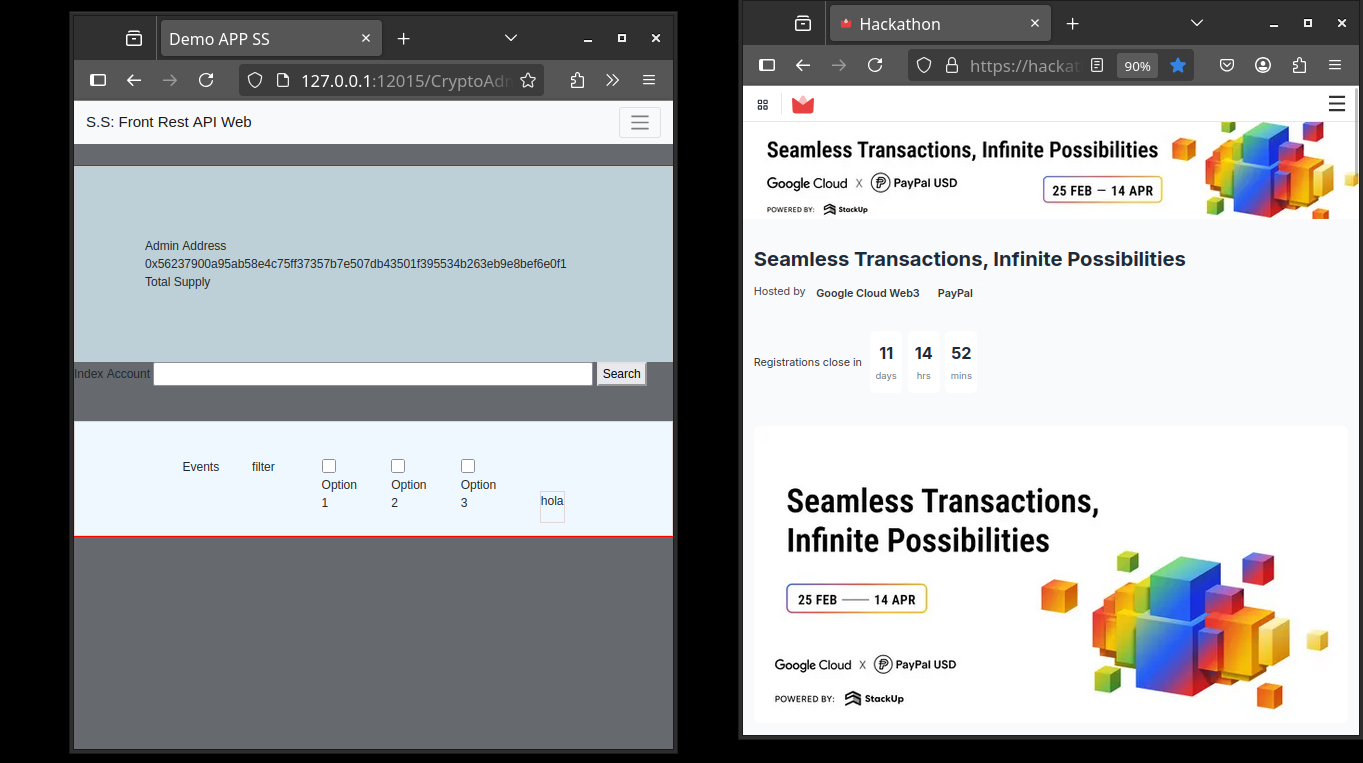 Demo APP SS
127.0.0.1:12015/CryptoAdr
S.S: Front Rest API Web
Admin Address
0x56237900a95ab58e4c75ff37357b7e507db43501f395534b263eb9e8bef6e0f1
Total Supply
Index Account
Search
Events filter
Option 
1
Option 
2
Option 
3
hola
Hackathon
https://hackat
90%
Seamless Transactions, Infinite Possibilities
Google Cloud X PayPal USD
25 FEB — 14 APR
POWERED BY: StackUp
Seamless Transactions, Infinite Possibilities
Hosted by Google Cloud Web3 PayPal
Registrations close in
11 14 52
days hrs mins
Seamless Transactions,
Infinite Possibilities
25 FEB — 14 APR
Google Cloud X PayPal USD
POWERED BY: StackUp